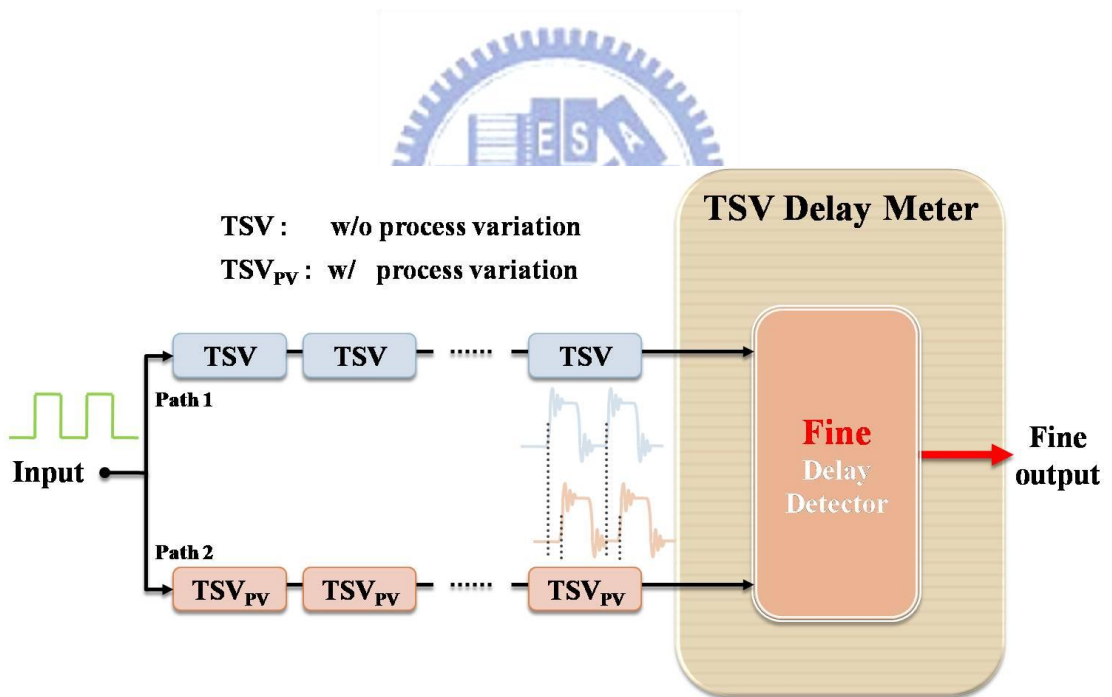 ESA
TSV Delay Meter
TSV : w/o process variation
TSVPV : w/ process variation
TSV TSV ...... TSV
Path 1
Input
Fine
Delay
Detector
Fine
output
Path 2
TSVPV TSVPV ...... TSVPV